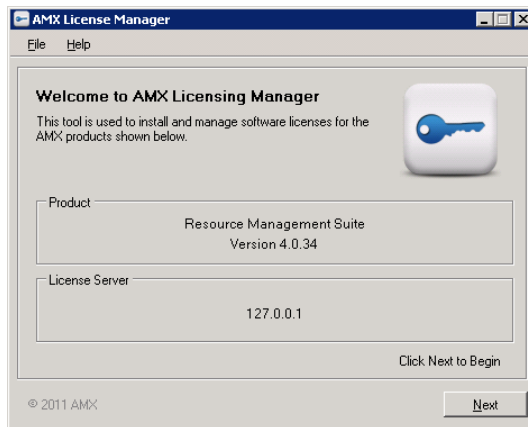 AMX License Manager
File Help
Welcome to AMX Licensing Manager
This tool is used to install and manage software licenses for the
AMX products shown below.
Product
Resource Management Suite
Version 4.0.34
License Server
127.0.0.1
Click Next to Begin
© 2011 AMX
Next